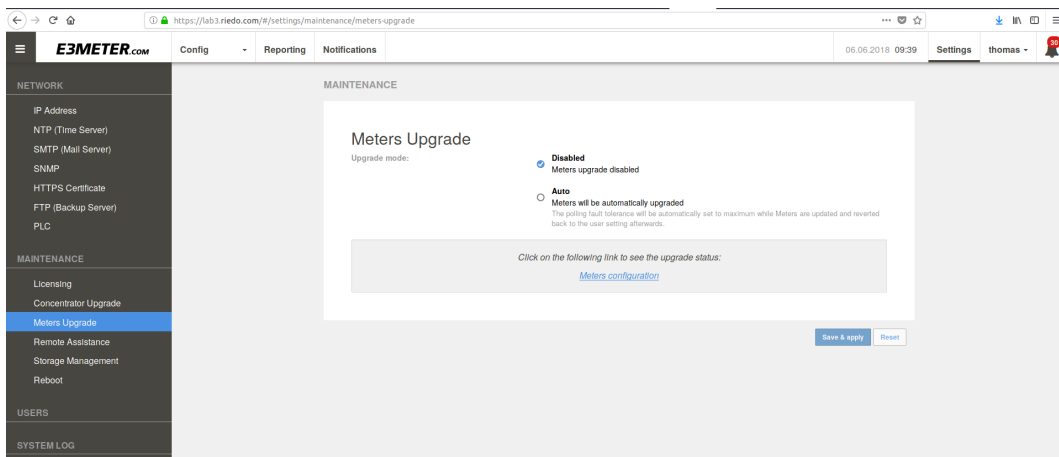 https://lab3.riedo.com/#/settings/maintenance/meters-upgrade
E3METER.COM
Config
Reporting
Notifications
06.06.2018 09:39
Settings
thomas
30
NETWORK
IP Address
NTP (Time Server)
SMTP (Mail Server)
SNMP
HTTPS Certificate
FTP (Backup Server)
PLC
MAINTENANCE
Licensing
Concentrator Upgrade
Meters Upgrade
Remote Assistance
Storage Management
Reboot
USERS
SYSTEM LOG
MAINTENANCE
Meters Upgrade
Upgrade mode:
Disabled
Meters upgrade disabled
Auto
Meters will be automatically upgraded
The polling fault tolerance will be automatically set to maximum while Meters are updated and reverted
back to the user setting afterwards.
Click on the following link to see the upgrade status:
Meters configuration
Save & apply
Reset